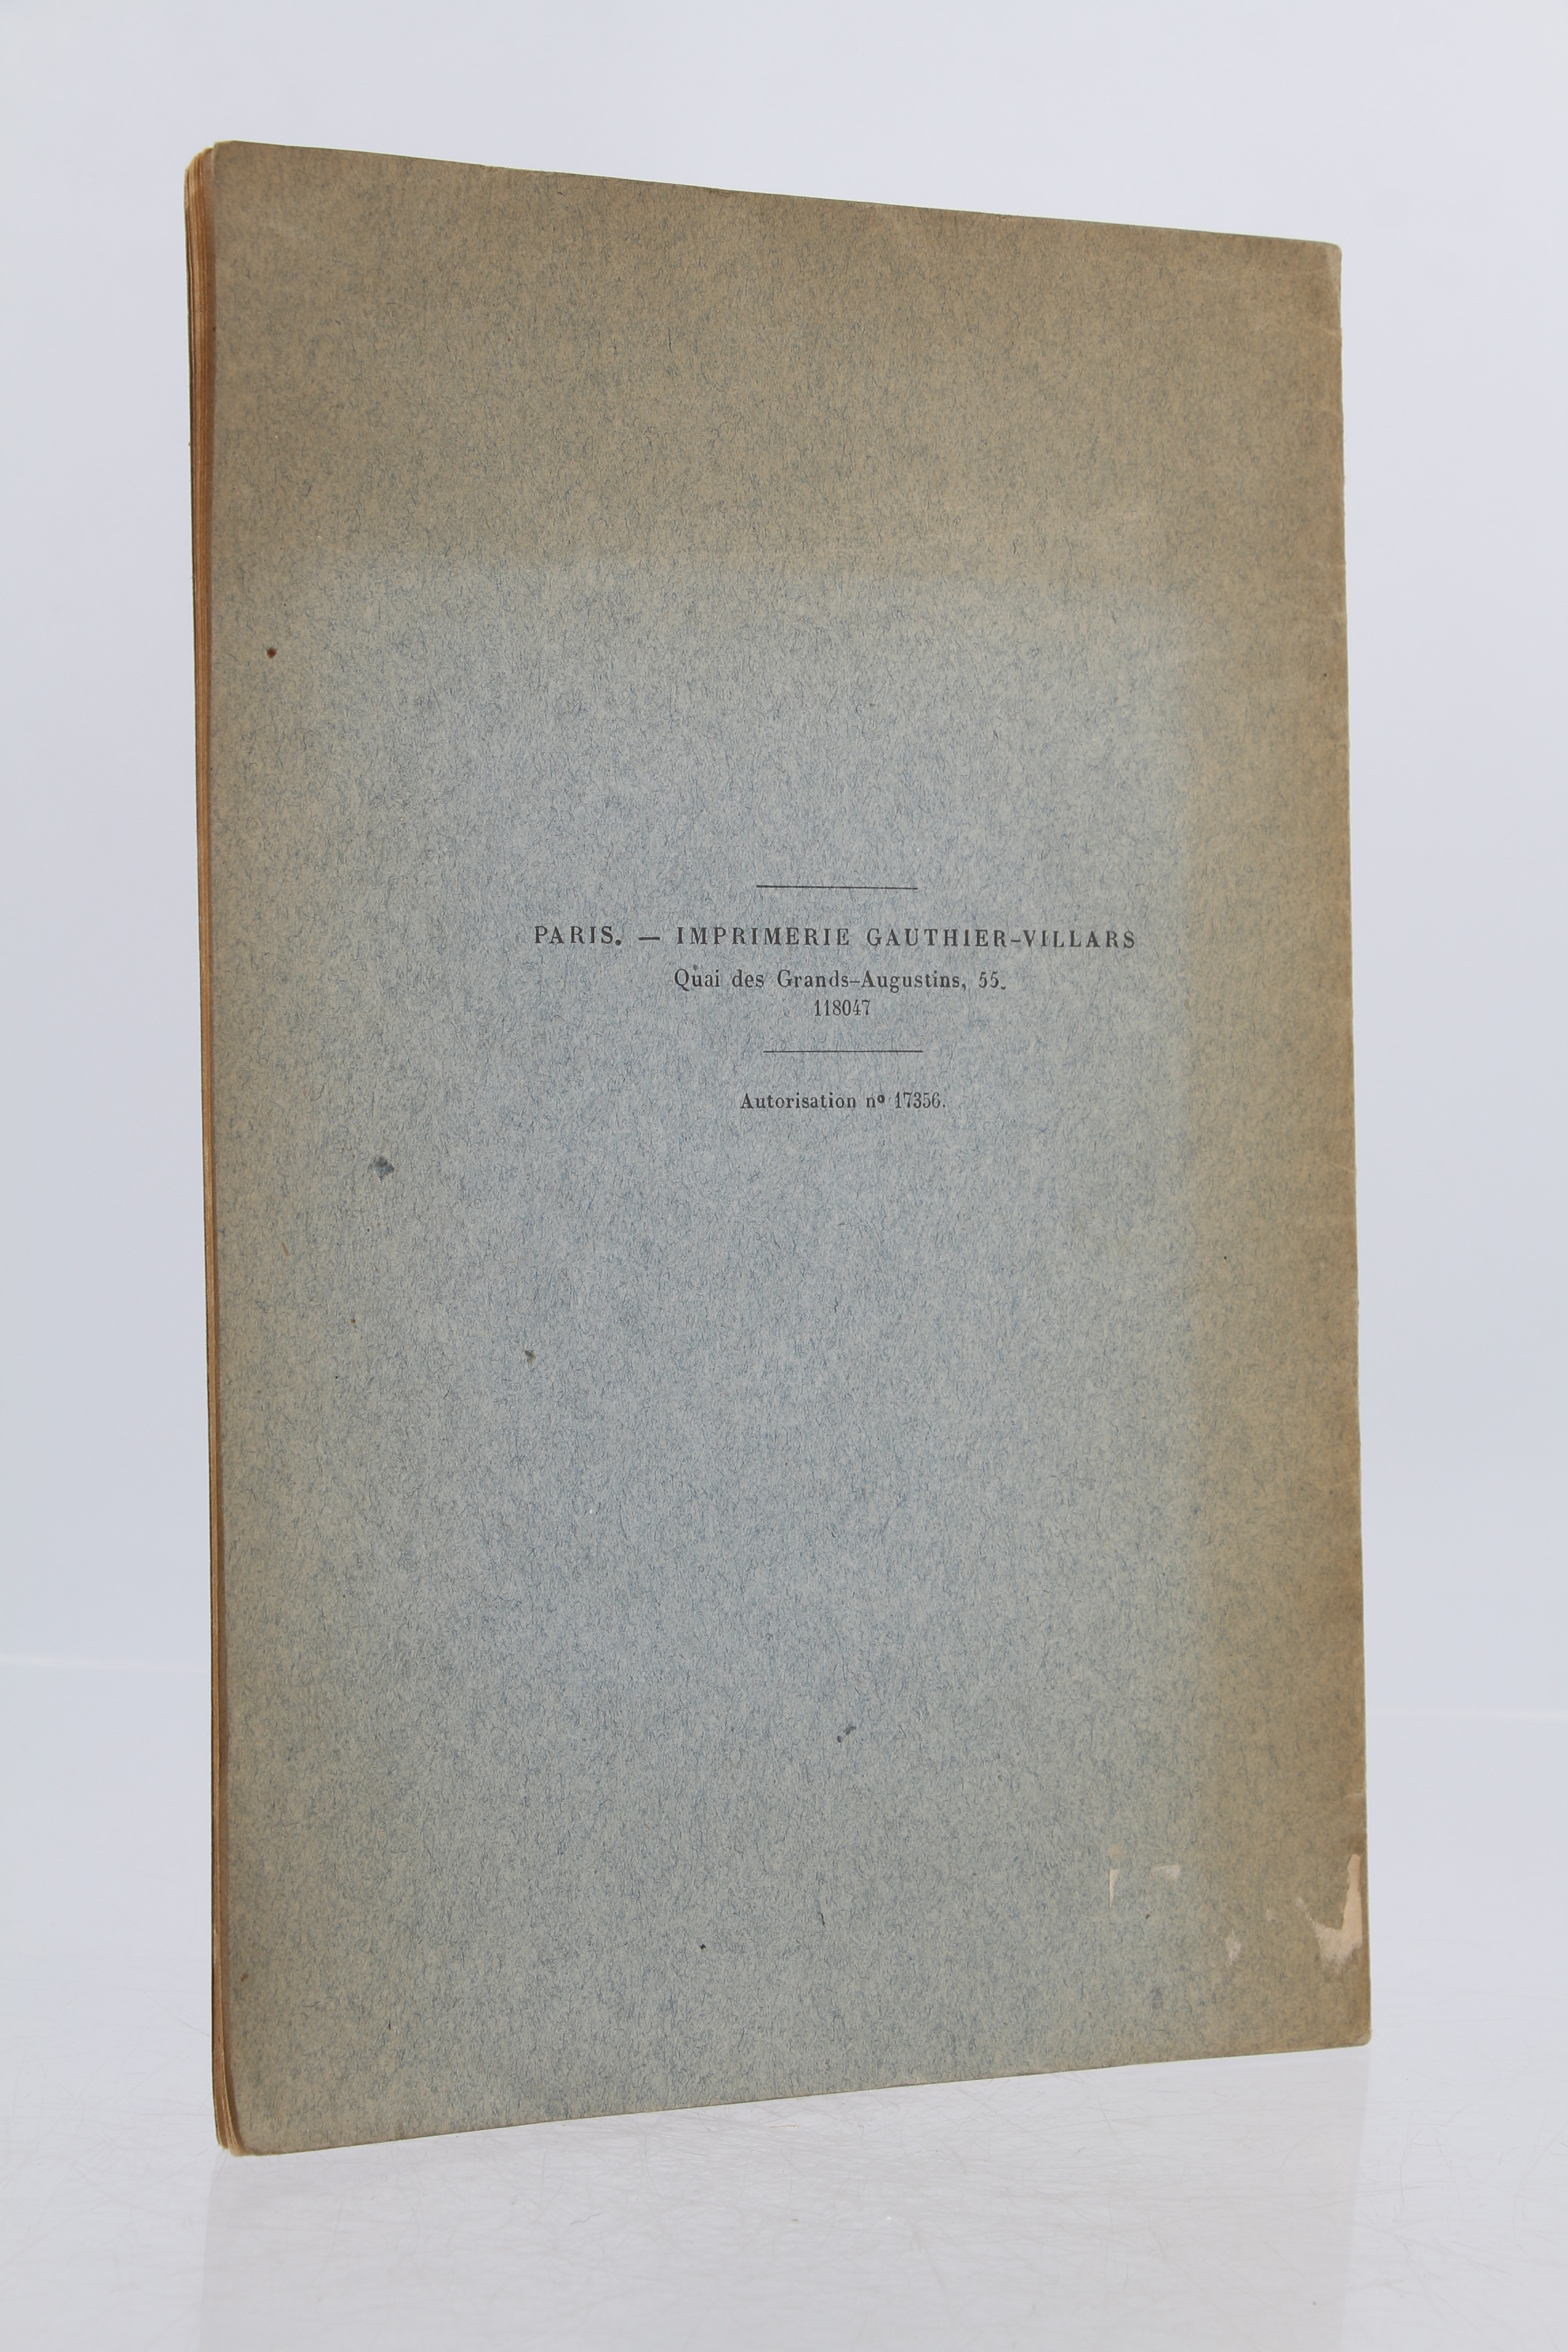 PARIS. — IMPRIMERIE GAUTHIER-VILLARS
Quai des Grands-Augustins, 55.
118047
Autorisation nº 17356.